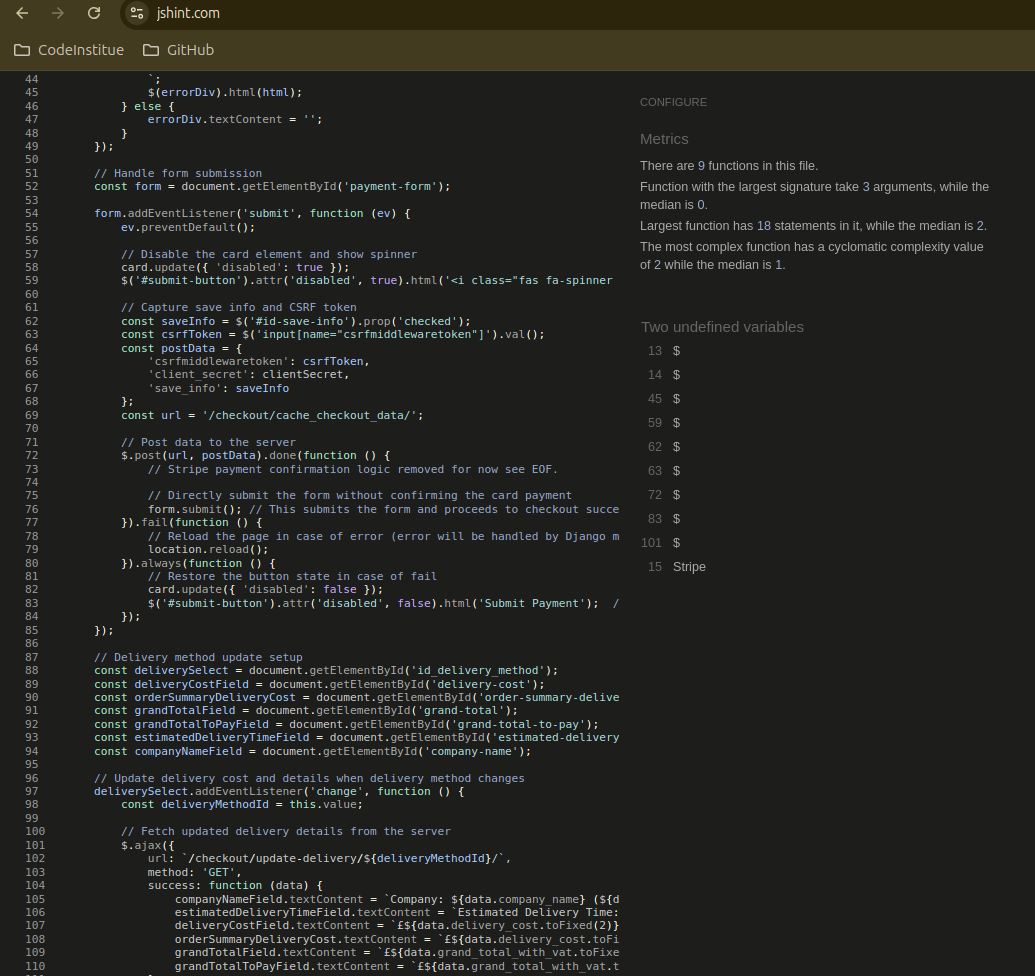 jshint.com
CodeInstitue GitHub
44 `;
45 $(errorDiv).html(html);
46 } else {
47 errorDiv.textContent = '';
48 }
49 });
50
51 // Handle form submission
52 const form = document.getElementById('payment-form');
53
54 form.addEventListener('submit', function (ev) {
55 ev.preventDefault();
56
57 // Disable the card element and show spinner
58 card.update({ 'disabled': true });
59 $('#submit-button').attr('disabled', true).html('<i class="fas fa-spinner
60
61 // Capture save info and CSRF token
62 const saveInfo = $('#id-save-info').prop('checked');
63 const csrfToken = $('input[name="csrfmiddlewaretoken"]').val();
64 const postData = {
65 'csrfmiddlewaretoken': csrfToken,
66 'client_secret': clientSecret,
67 'save_info': saveInfo
68 };
69 const url = '/checkout/cache_checkout_data/';
70
71 // Post data to the server
72 $.post(url, postData).done(function () {
73 // Stripe payment confirmation logic removed for now see EOF.
74
75 // Directly submit the form without confirming the card payment
76 form.submit(); // This submits the form and proceeds to checkout succe
77 }).fail(function () {
78 // Reload the page in case of error (error will be handled by Django m
79 location.reload();
80 }).always(function () {
81 // Restore the button state in case of fail
82 card.update({ 'disabled': false });
83 $('#submit-button').attr('disabled', false).html('Submit Payment'); /
84 });
85 });
86
87 // Delivery method update setup
88 const deliverySelect = document.getElementById('id_delivery_method');
89 const deliveryCostField = document.getElementById('delivery-cost');
90 const orderSummaryDeliveryCost = document.getElementById('order-summary-delive
91 const grandTotalField = document.getElementById('grand-total');
92 const grandTotalToPayField = document.getElementById('grand-total-to-pay');
93 const estimatedDeliveryTimeField = document.getElementById('estimated-delivery
94 const companyNameField = document.getElementById('company-name');
95
96 // Update delivery cost and details when delivery method changes
97 deliverySelect.addEventListener('change', function () {
98 const deliveryMethodId = this.value;
99
100 // Fetch updated delivery details from the server
101 $.ajax({
102 url: `/checkout/update-delivery/${deliveryMethodId}/`,
103 method: 'GET',
104 success: function (data) {
105 companyNameField.textContent = `Company: ${data.company_name} (${d
106 estimatedDeliveryTimeField.textContent = `Estimated Delivery Time:
107 deliveryCostField.textContent = `£${data.delivery_cost.toFixed(2)}
108 orderSummaryDeliveryCost.textContent = `£${data.delivery_cost.toFi
109 grandTotalField.textContent = `£${data.grand_total_with_vat.toFixe
110 grandTotalToPayField.textContent = `£${data.grand_total_with_vat.t
CONFIGURE
Metrics
There are 9 functions in this file.
Function with the largest signature take 3 arguments, while the
median is 0.
Largest function has 18 statements in it, while the median is 2.
The most complex function has a cyclomatic complexity value
of 2 while the median is 1.
Two undefined variables
13 $
14 $
45 $
59 $
62 $
63 $
72 $
83 $
101 $
15 Stripe